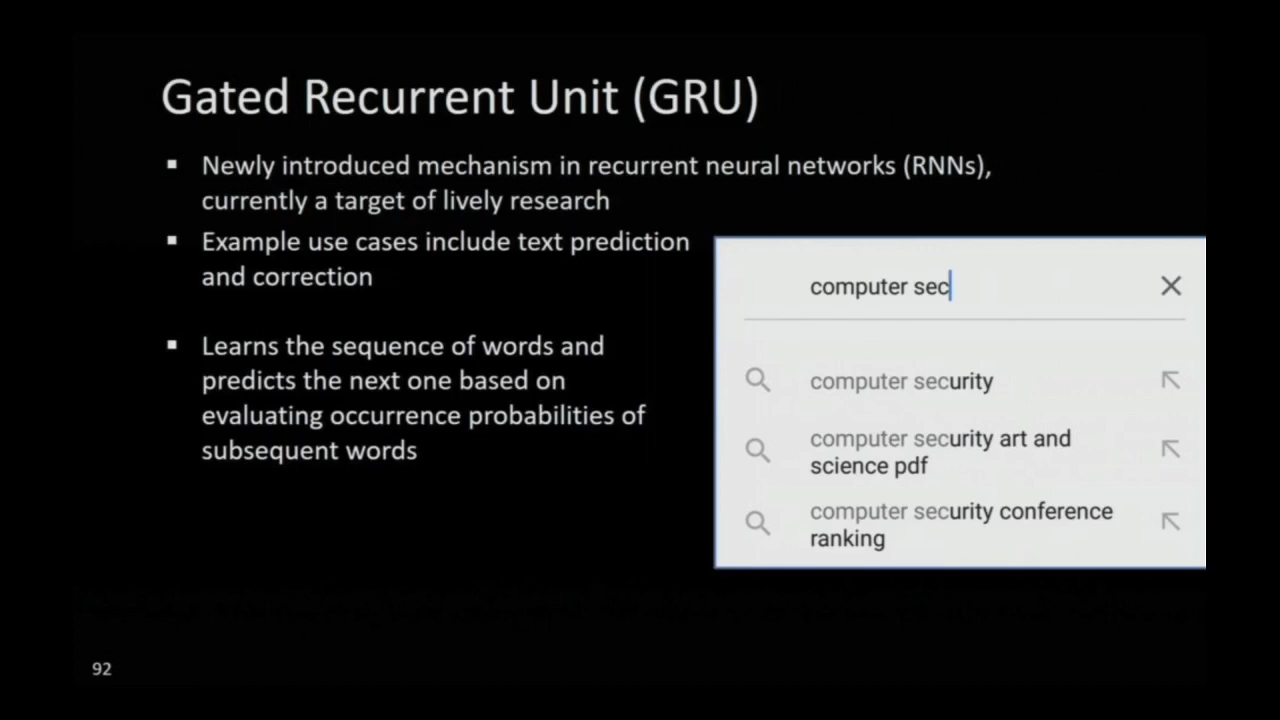 Gated Recurrent Unit (GRU)
▪ Newly introduced mechanism in recurrent neural networks (RNNs),
currently a target of lively research
▪ Example use cases include text prediction
and correction
▪ Learns the sequence of words and
predicts the next one based on
evaluating occurrence probabilities of
subsequent words
computer sec
computer security
computer security art and
science pdf
computer security conference
ranking
92